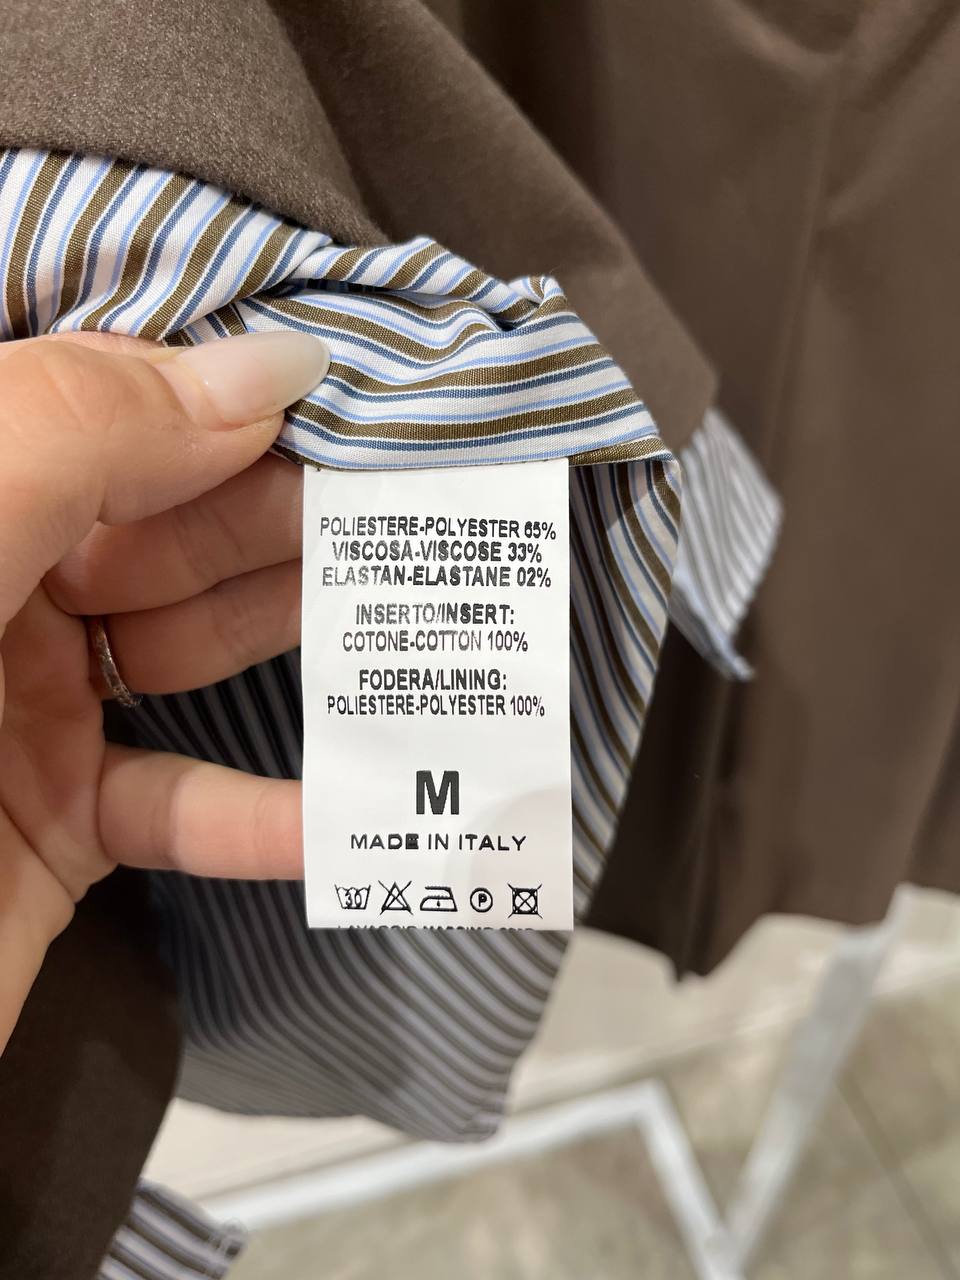 POLIESTERE-POLYESTER 65%
VISCOSA-VISCOSE 33%
ELASTAN-ELASTANE 02%
INSERTO/INSERT:
COTONE-COTTON 100%
FODERA/LINING:
POLIESTERE-POLYESTER 100%
M
MADE IN ITALY
30 P